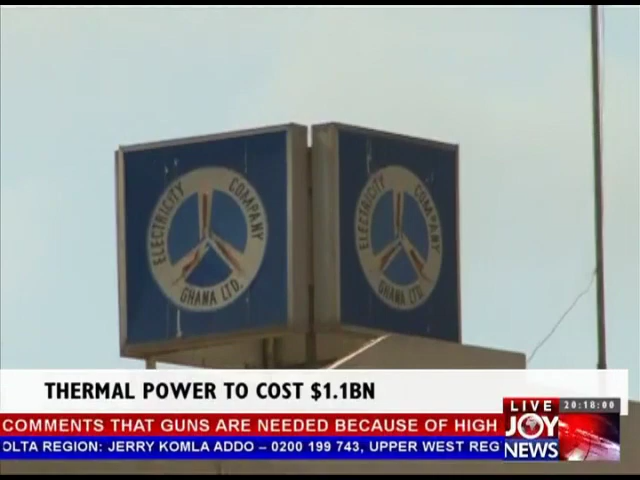 ELECTRICITY COMPANY
GHANA LTD.
ELECTRICITY COMPANY
GHANA LTD.
THERMAL POWER TO COST $1.1BN
LIVE 20:18:00
COMMENTS THAT GUNS ARE NEEDED BECAUSE OF HIGH
JOY
NEWS
OLTA REGION: JERRY KOMLA ADDO – 0200 199 743, UPPER WEST REG